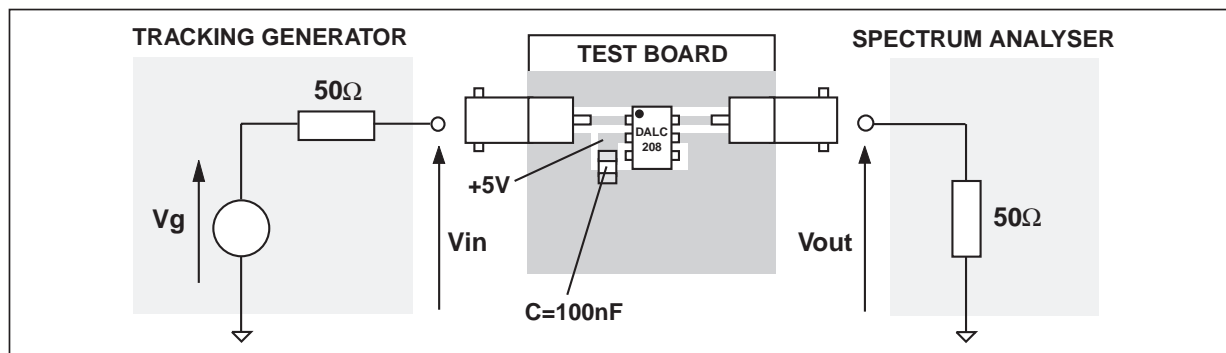 TRACKING GENERATOR
TEST BOARD
SPECTRUM ANALYSER
50Ω
DALC
208
+5V
Vg
Vin
Vout
50Ω
C=100nF